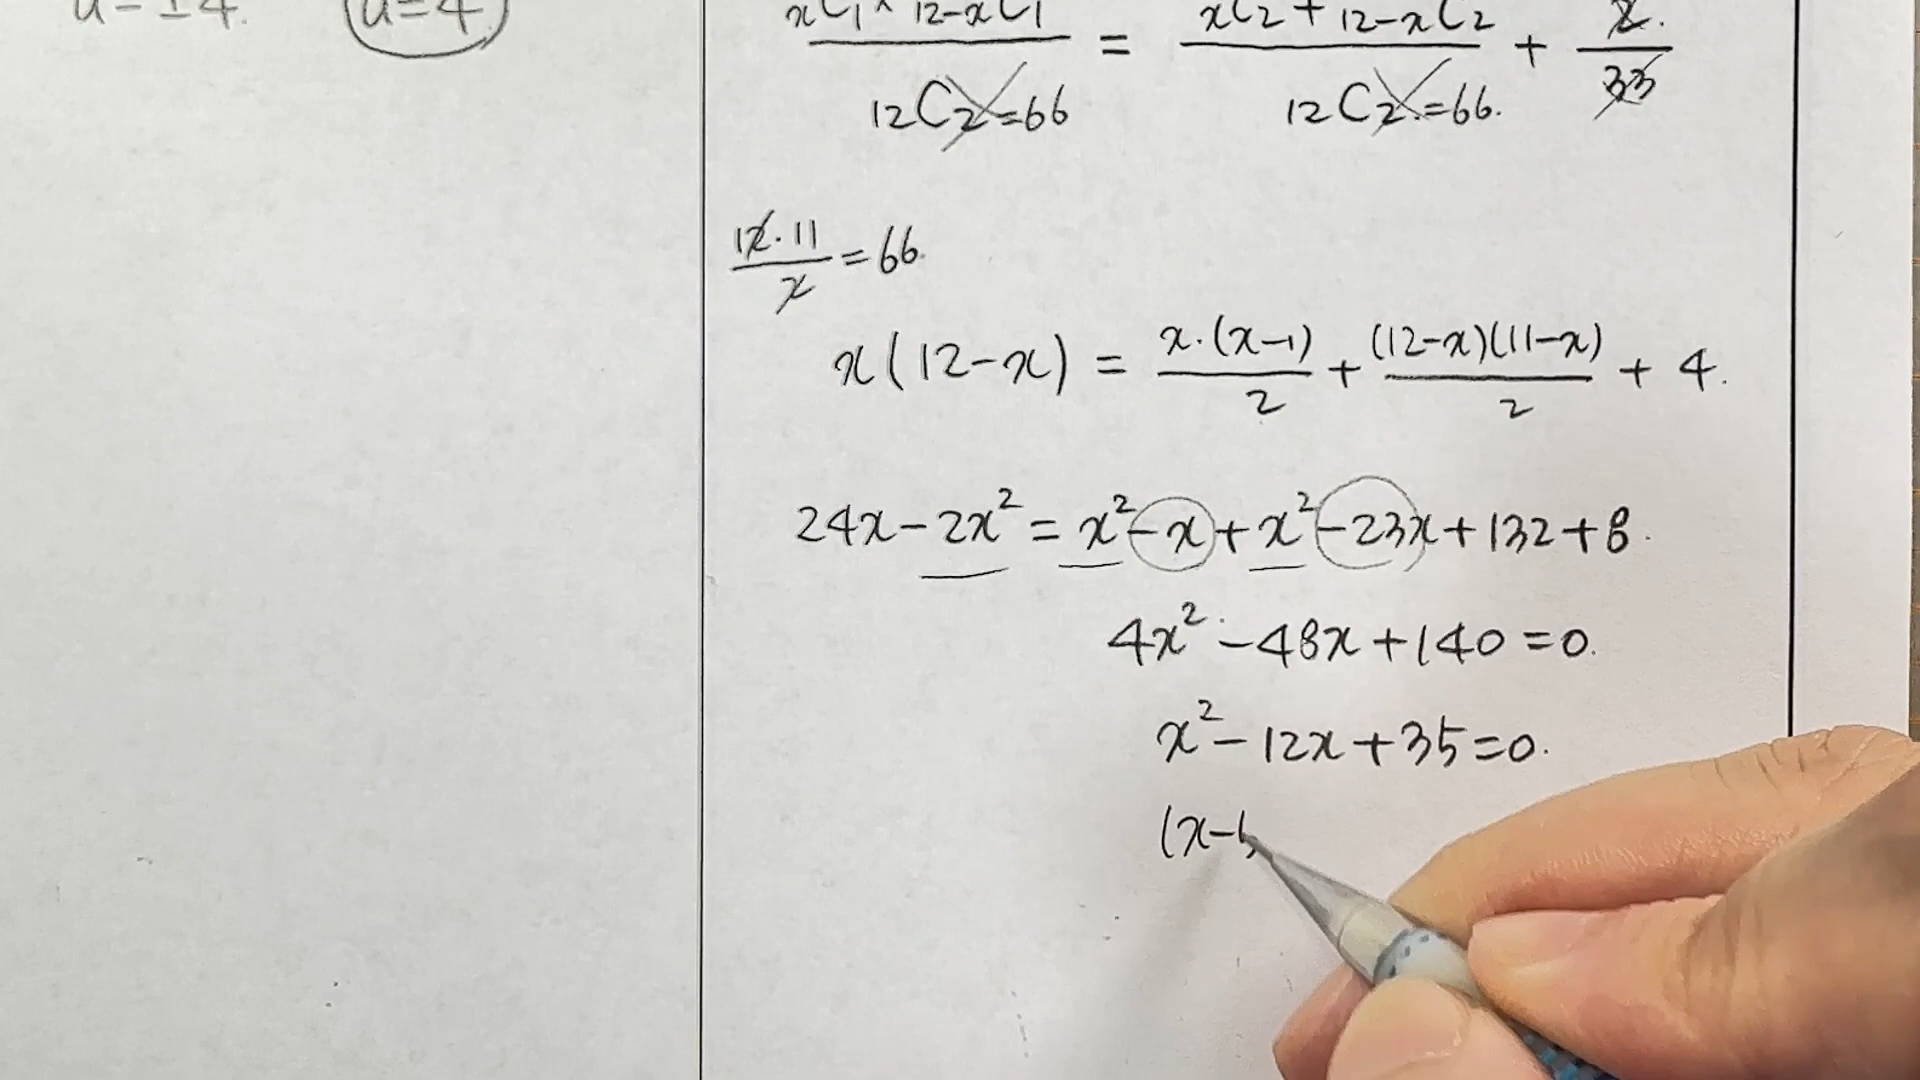 a = ±4. a=4
xC1 × 12-xC1 / 12C2=66 = xC2 + 12-xC2 / 12C2.=66. + 2. / 33
12·11 / 2 = 66.
x(12-x) = x·(x-1) / 2 + (12-x)(11-x) / 2 + 4.
24x-2x² = x²-x+x²-23x+132+8.
4x²-48x+140=0.
x²-12x+35=0.
(x-